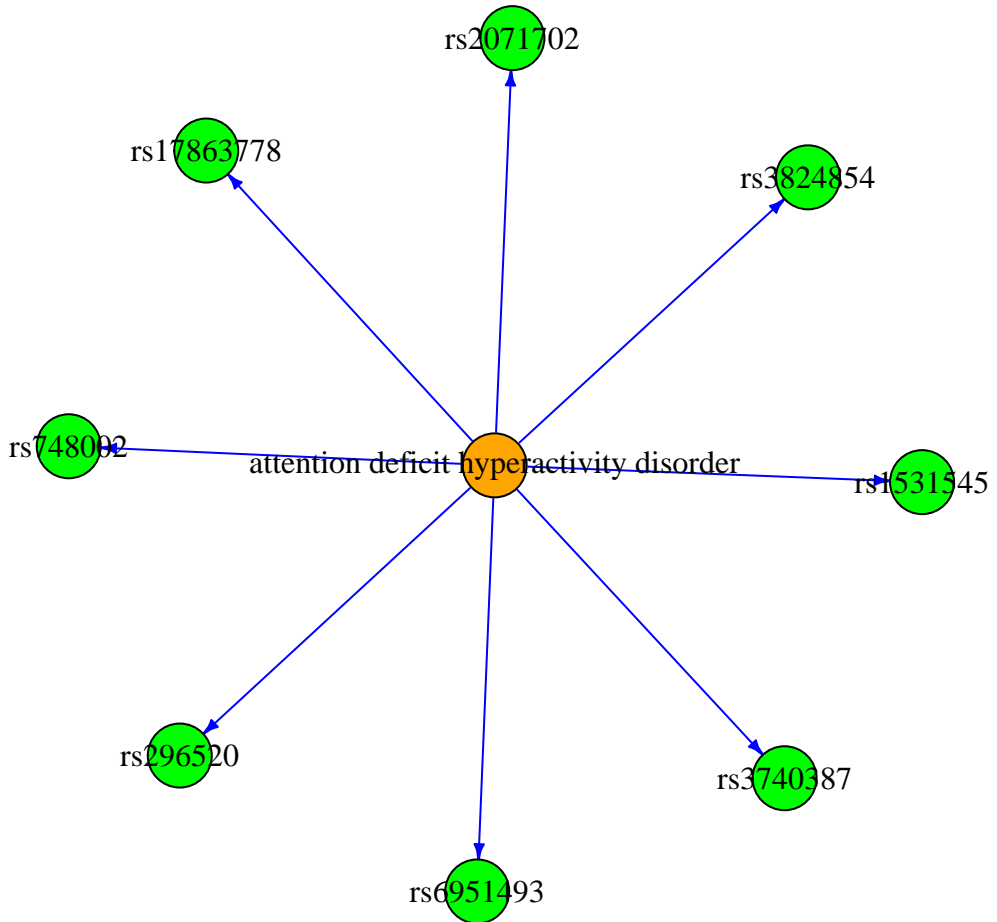 rs2071702
rs17863778
rs3824854
rs748002
attention deficit hyperactivity disorder
rs1531545
rs296520
rs3740387
rs6951493